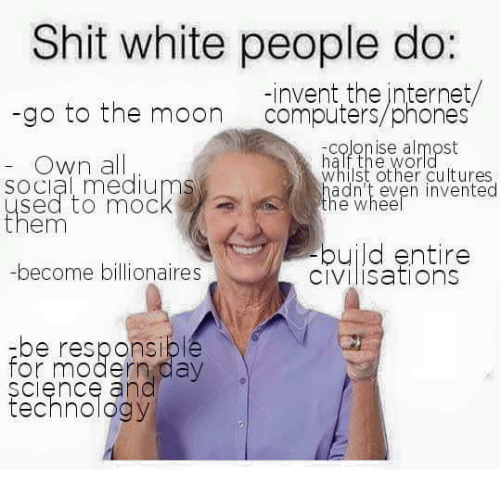 Shit white people do:
-invent the internet/
-go to the moon computers/phones
-colonise almost
half the world
whilst other cultures
hadn't even invented
the wheel
- Own all
social mediums
used to mock
them
-build entire
civilisations
-become billionaires
-be responsible
for modern day
science and
technology